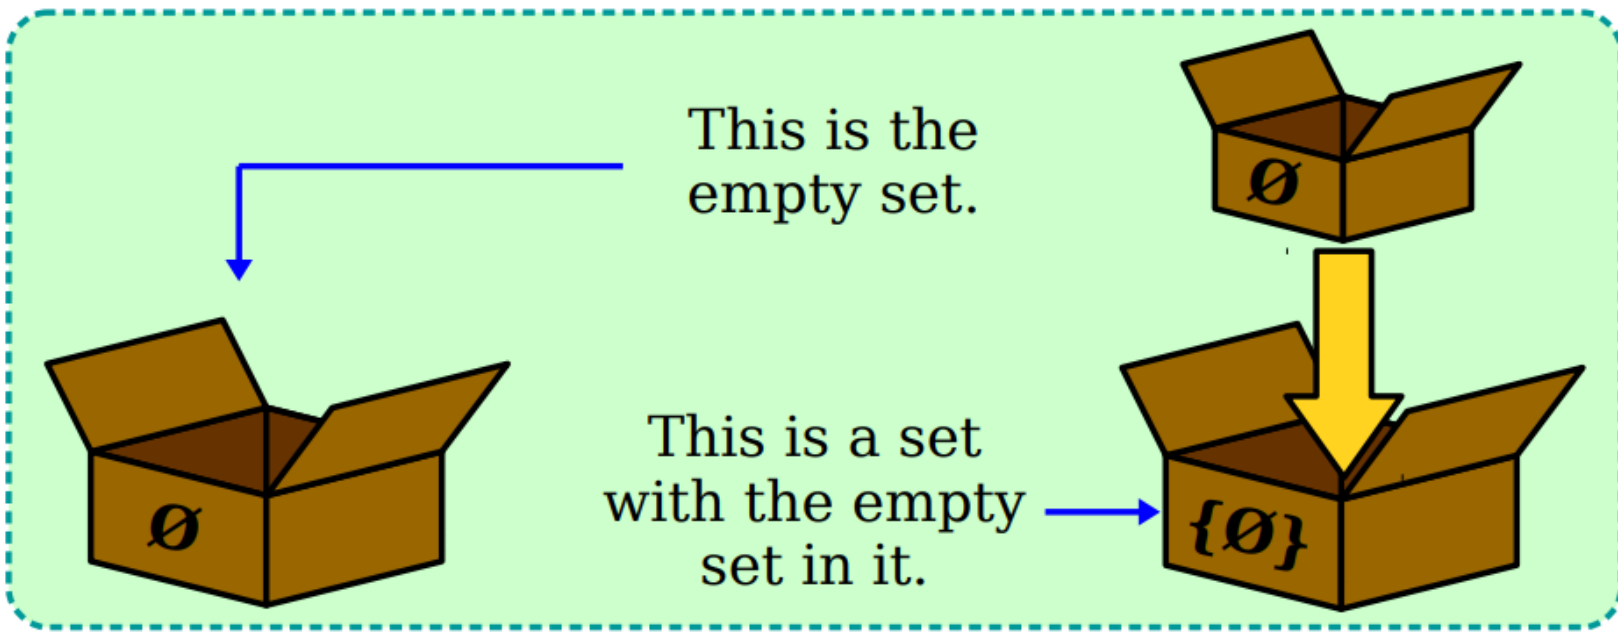 This is the
empty set.
Ø
Ø
This is a set
with the empty
set in it.
{Ø}